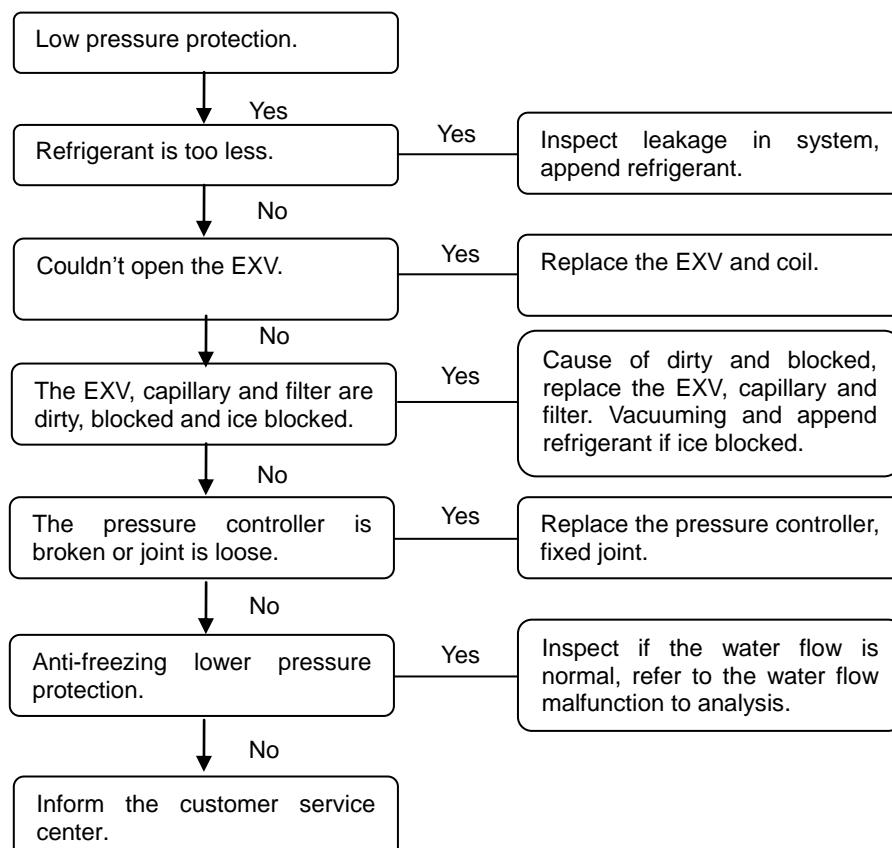 Low pressure protection.
Yes
Refrigerant is too less.
Yes
Inspect leakage in system,
append refrigerant.
No
Couldn't open the EXV.
Yes
Replace the EXV and coil.
No
The EXV, capillary and filter are
dirty, blocked and ice blocked.
Yes
Cause of dirty and blocked,
replace the EXV, capillary and
filter. Vacuuming and append
refrigerant if ice blocked.
No
The pressure controller is
broken or joint is loose.
Yes
Replace the pressure controller,
fixed joint.
No
Anti-freezing lower pressure
protection.
Yes
Inspect if the water flow is
normal, refer to the water flow
malfunction to analysis.
No
Inform the customer service
center.